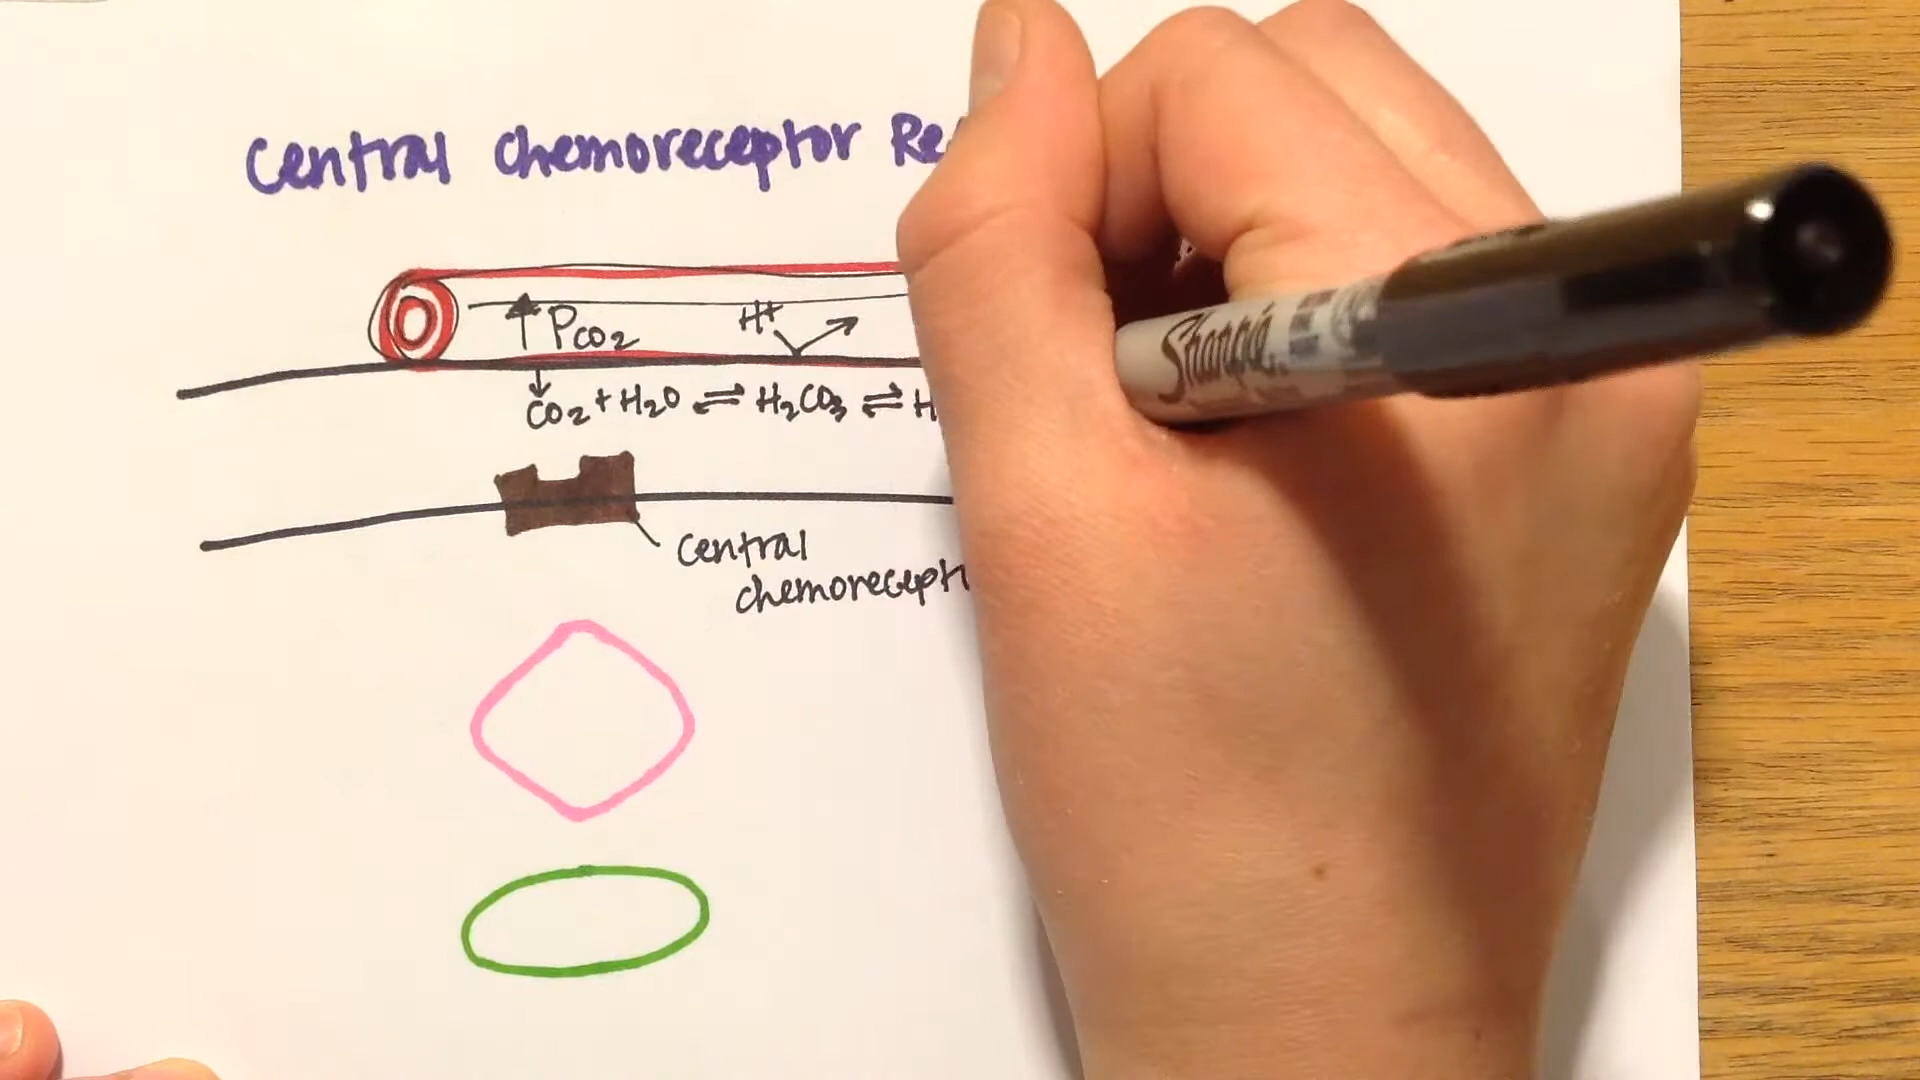 Central Chemoreceptor Re
↑ PCO₂
H⁺
CO₂ + H₂O ⇌ H₂CO₃ ⇌ H
central
chemorecept
Sharpie